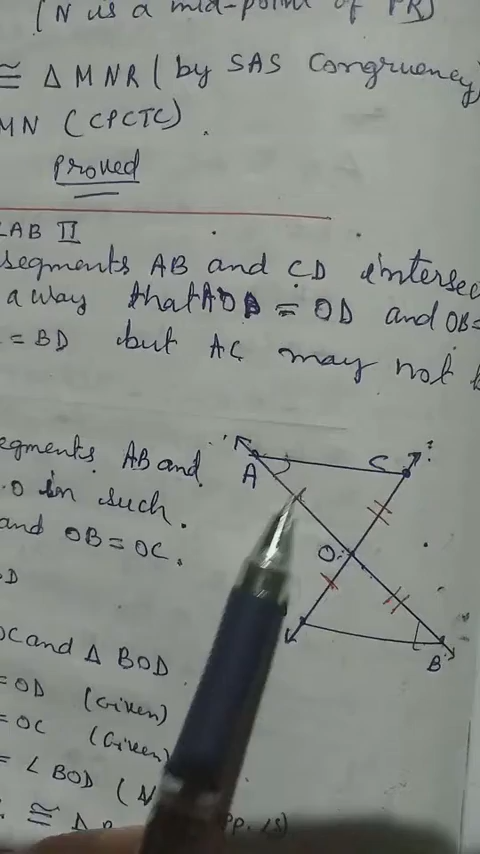 (N is a mid-point of PR)
≅ Δ MNR ( by SAS Congruency)
MN (CPCTC) .
Proved
LAB II
segments AB and CD intersec
a way that AO = OD and OB=
= BD but AC may not b
egments AB and
O in such
and OB = OC.
OC and Δ BOD
= OD (Given)
= OC (Given)
= ∠ BOD (V
≅ Δ
pp. ∠s)
A
C
O
B